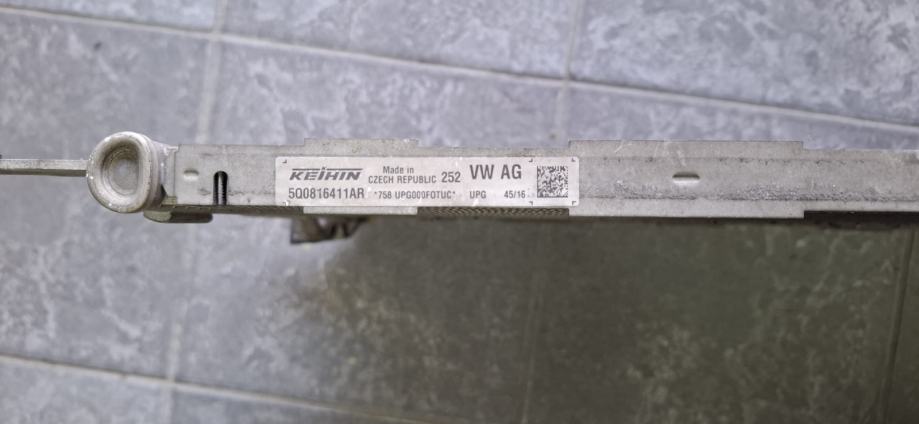 KEIHIN Made in CZECH REPUBLIC 252 VW AG
5Q0816411AR *758 UPG000FOTUC* UPG 45/16